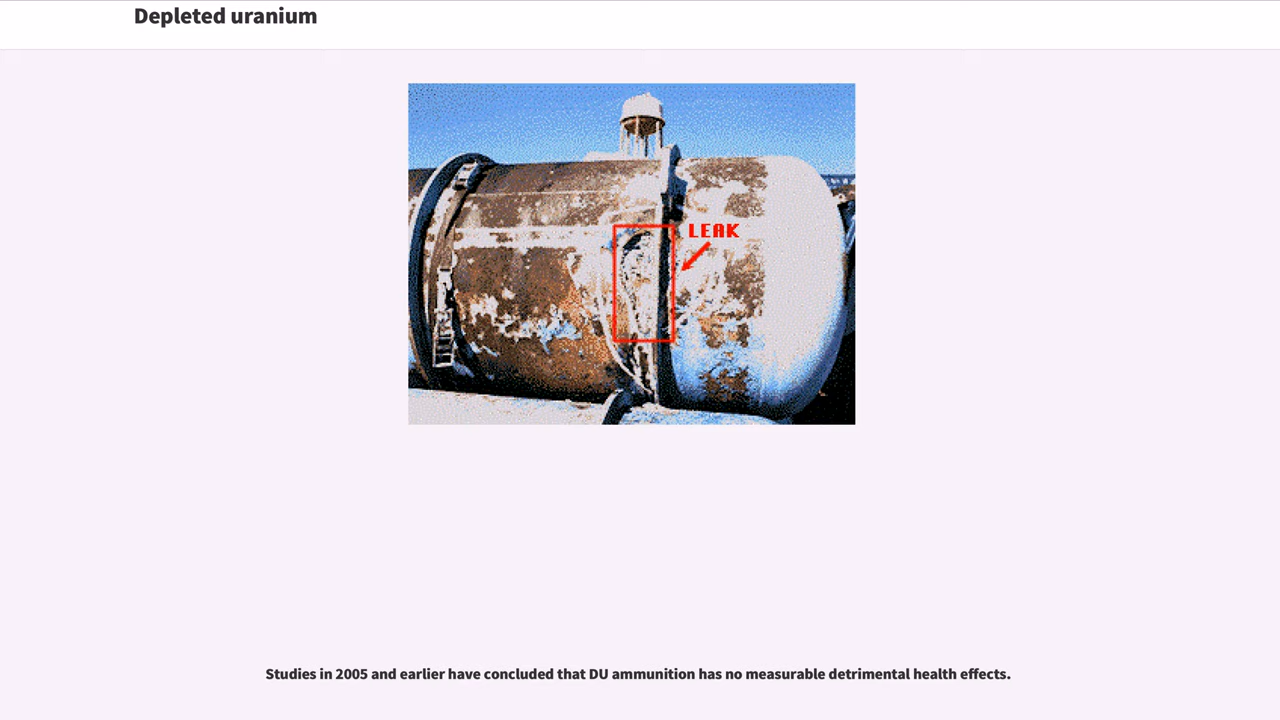 Depleted uranium
LEAK
Studies in 2005 and earlier have concluded that DU ammunition has no measurable detrimental health effects.